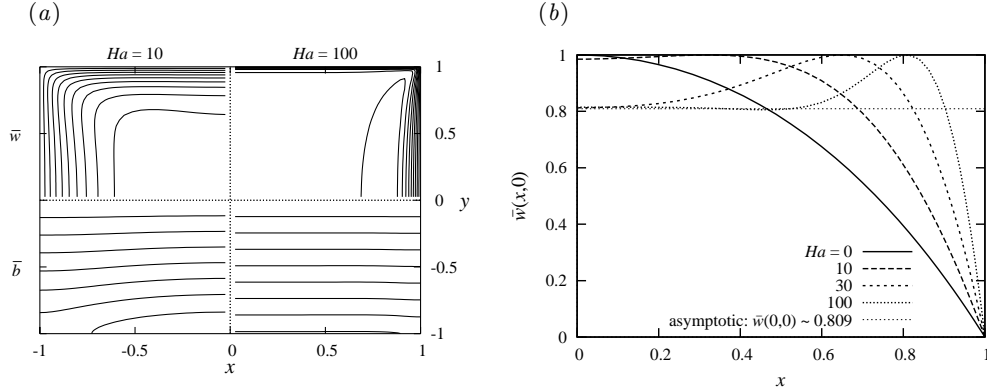 (a)
Ha = 10 Ha = 100
w̄
b̄
1
0.5
0
-0.5
-1
y
-1 -0.5 0 0.5 1
x
(b)
w̄(x,0)
1
0.8
0.6
0.4
0.2
0
Ha = 0
10
30
100
asymptotic: w̄(0,0) ~ 0.809
0 0.2 0.4 0.6 0.8 1
x